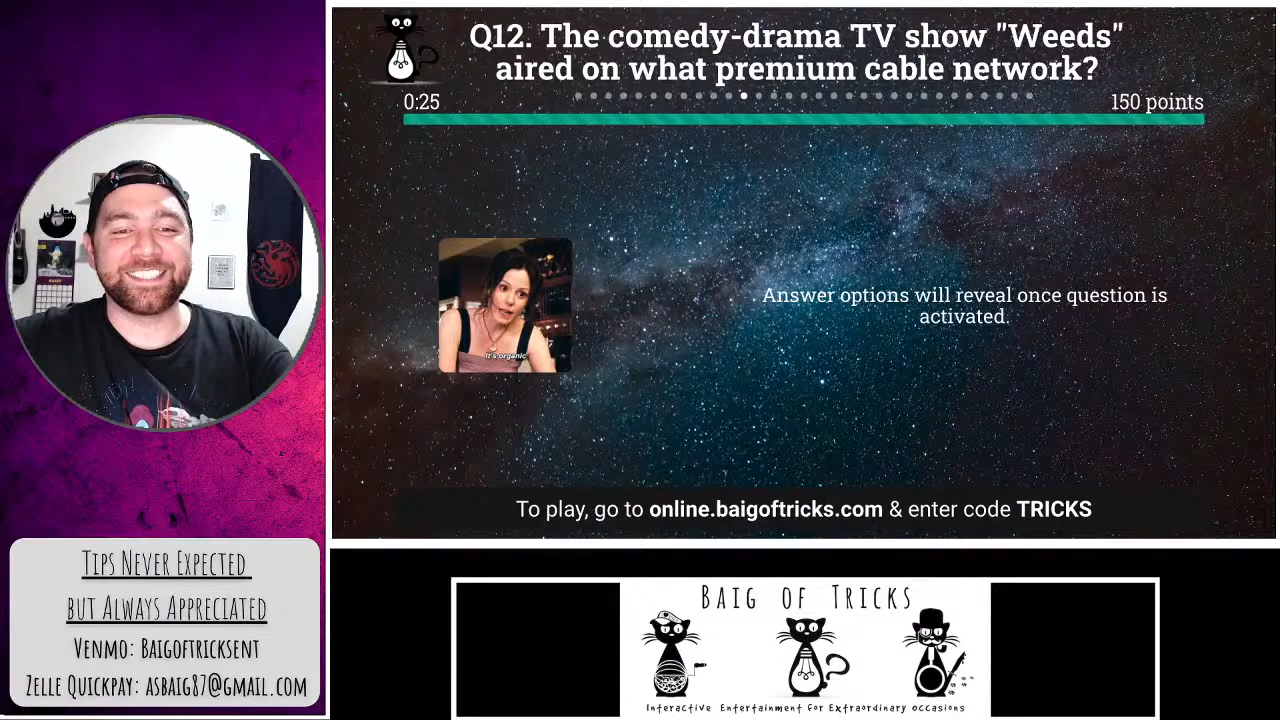 Q12. The comedy-drama TV show "Weeds"
aired on what premium cable network?
0:25
150 points
it's organic
Answer options will reveal once question is
activated.
To play, go to online.baigoftricks.com & enter code TRICKS
Tips Never Expected
but Always Appreciated
Venmo: Baigoftricksent
Zelle Quickpay: asbaig87@gmail.com
Baig of Tricks
Interactive Entertainment for Extraordinary Occasions